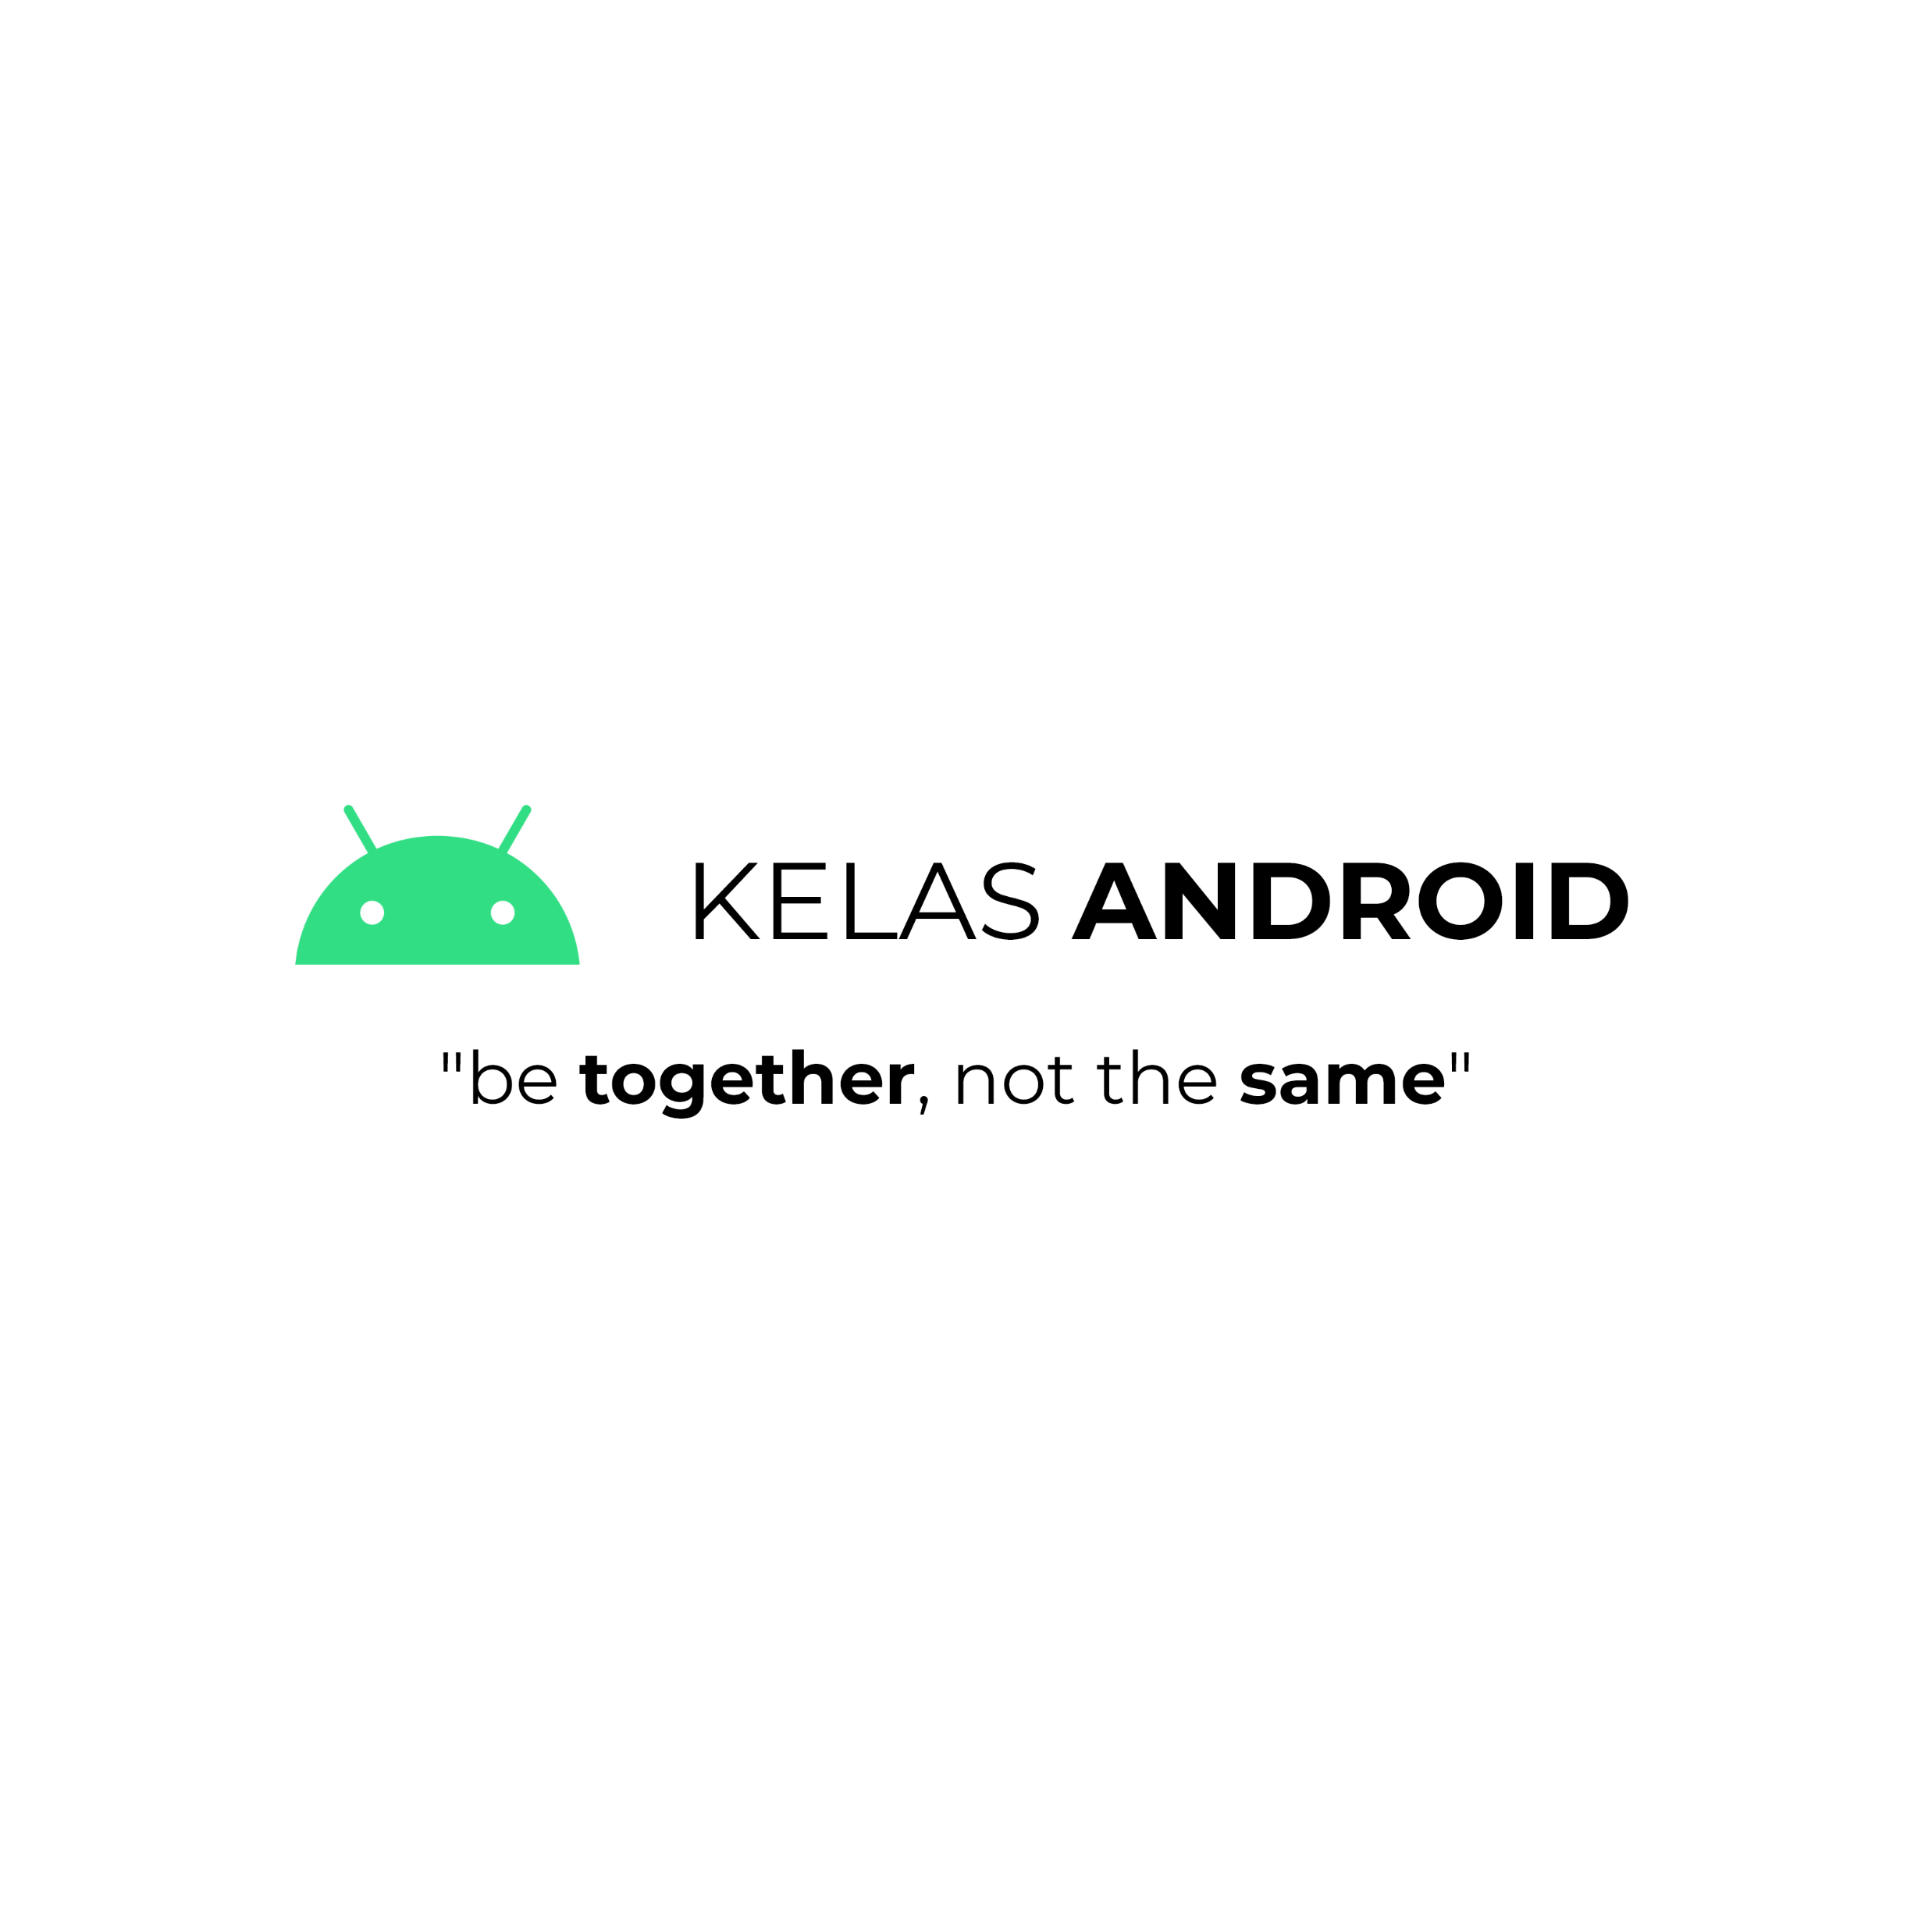 KELAS ANDROID
"be together, not the same"